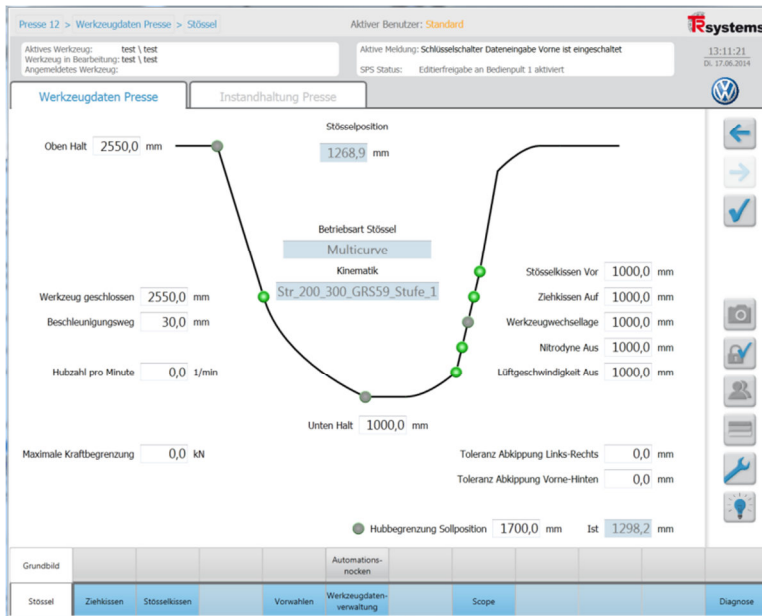 Presse 12 > Werkzeugdaten Presse > Stössel
Aktiver Benutzer: Standard
TRsystems
Aktives Werkzeug: test \ test
Werkzeug in Bearbeitung: test \ test
Angemeldetes Werkzeug:
Aktive Meldung: Schlüsselschalter Dateneingabe Vorne ist eingeschaltet
SPS Status: Editierfreigabe an Bedienpult 1 aktiviert
13:11:21
Di. 17.06.2014
Werkzeugdaten Presse
Instandhaltung Presse
Stösselposition
Oben Halt 2550,0 mm
1268,9 mm
Betriebsart Stössel
Multicurve
Kinematik
Str_200_300_GRS59_Stufe_1
Stösselkissen Vor 1000,0 mm
Werkzeug geschlossen 2550,0 mm
Ziehkissen Auf 1000,0 mm
Beschleunigungsweg 30,0 mm
Werkzeugwechsellage 1000,0 mm
Nitrodyne Aus 1000,0 mm
Hubzahl pro Minute 0,0 1/min
Lüftgeschwindigkeit Aus 1000,0 mm
Unten Halt 1000,0 mm
Maximale Kraftbegrenzung 0,0 kN
Toleranz Abkippung Links-Rechts 0,0 mm
Toleranz Abkippung Vorne-Hinten 0,0 mm
Hubbegrenzung Sollposition 1700,0 mm Ist 1298,2 mm
Grundbild
Automations-
nocken
Stössel
Ziehkissen
Stösselkissen
Vorwahlen
Werkzeugdaten-
verwaltung
Scope
Diagnose